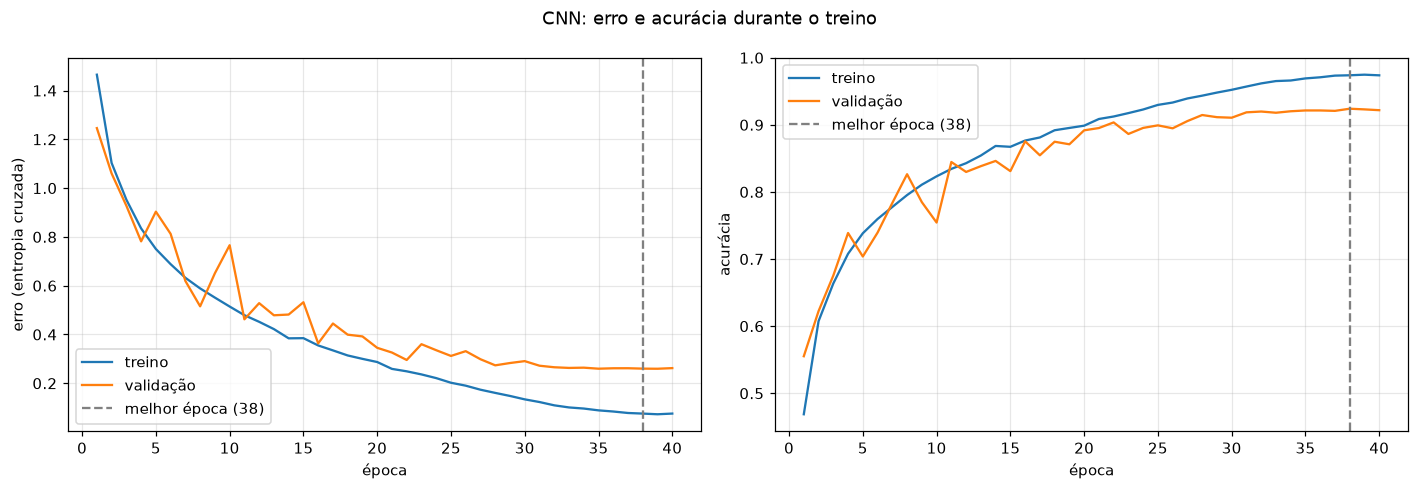 CNN: erro e acurácia durante o treino
erro (entropia cruzada)
1.4
1.2
1.0
0.8
0.6
0.4
0.2
treino
validação
melhor época (38)
0 5 10 15 20 25 30 35 40
época
acurácia
1.0
0.9
0.8
0.7
0.6
0.5
treino
validação
melhor época (38)
0 5 10 15 20 25 30 35 40
época